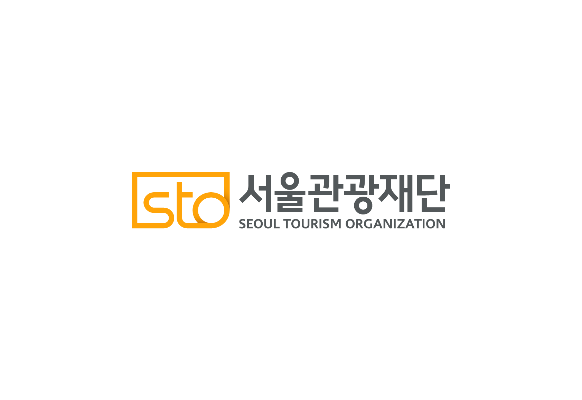 sto
서울관광재단
SEOUL TOURISM ORGANIZATION